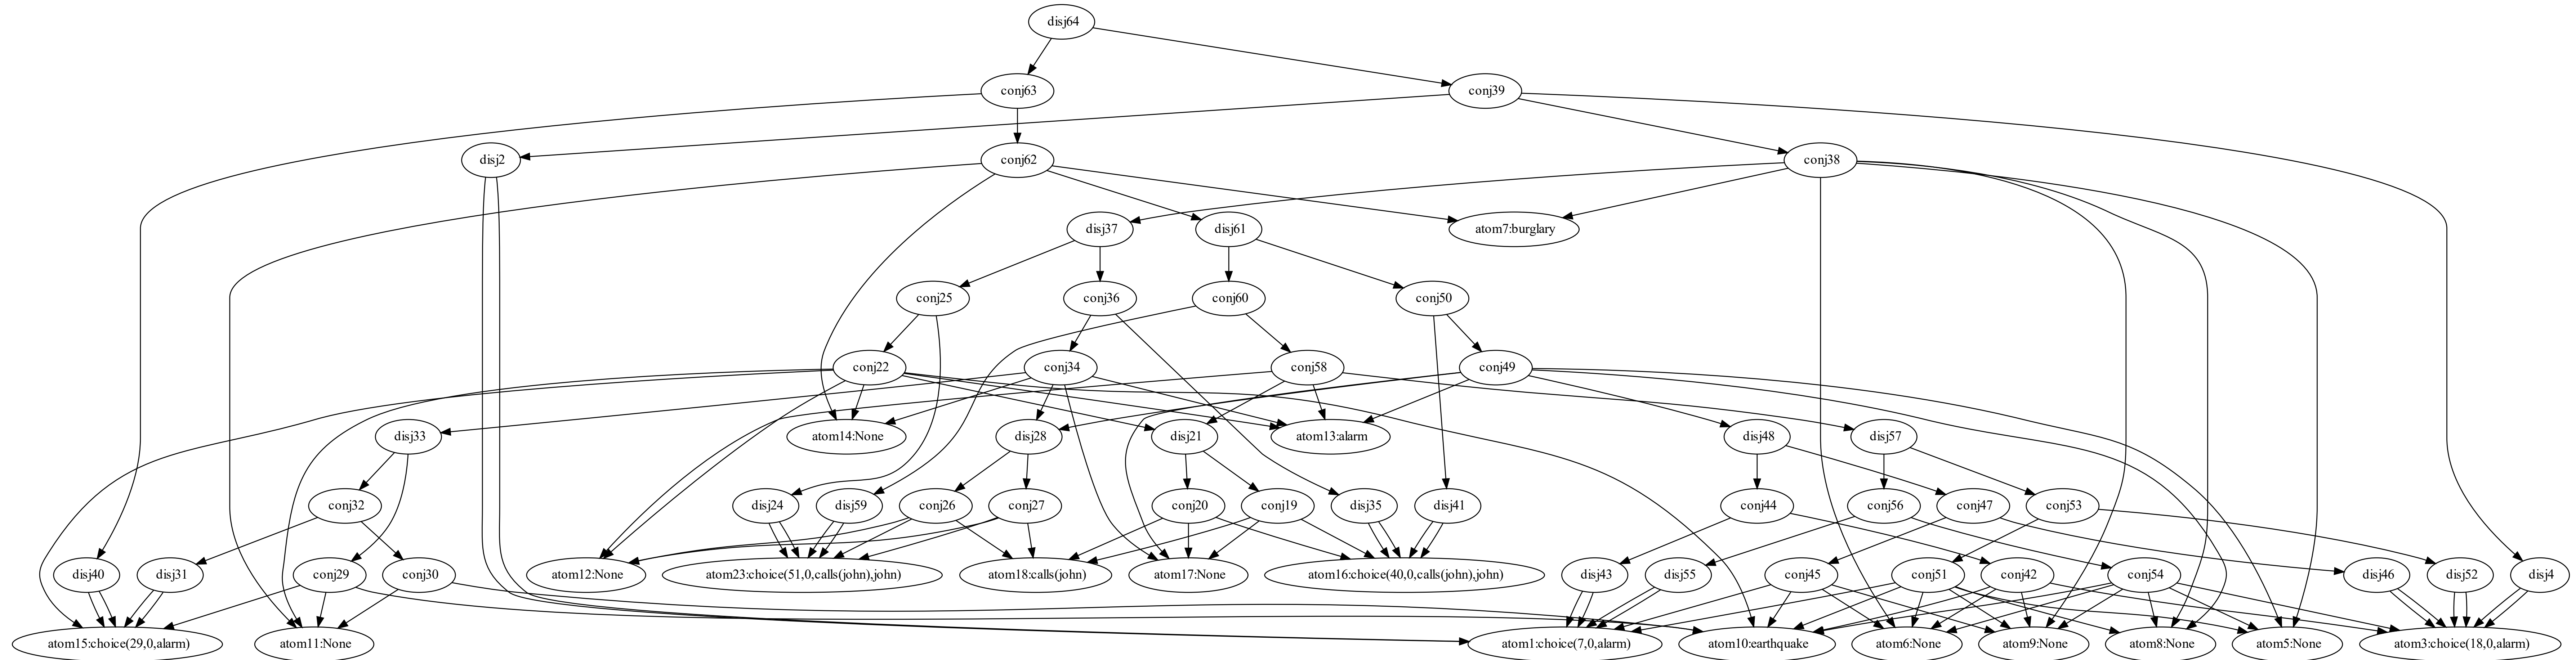 disj64
conj63
conj39
disj2
conj62
conj38
disj37
disj61
atom7:burglary
conj25
conj36
conj60
conj50
conj22
conj34
conj58
conj49
disj33
atom14:None
disj28
disj21
atom13:alarm
disj48
disj57
conj32
disj24
disj59
conj26
conj27
conj20
conj19
disj35
disj41
conj44
conj56
conj47
conj53
disj40
disj31
conj29
conj30
atom12:None
atom23:choice(51,0,calls(john),john)
atom18:calls(john)
atom17:None
atom16:choice(40,0,calls(john),john)
disj43
disj55
conj45
conj51
conj42
conj54
disj46
disj52
disj4
atom15:choice(29,0,alarm)
atom11:None
atom1:choice(7,0,alarm)
atom10:earthquake
atom6:None
atom9:None
atom8:None
atom5:None
atom3:choice(18,0,alarm)